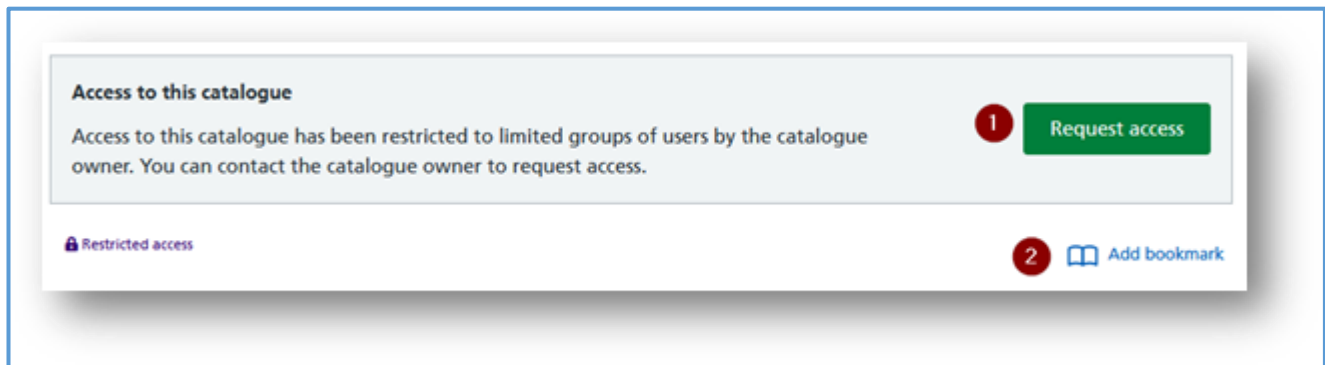 Access to this catalogue
Access to this catalogue has been restricted to limited groups of users by the catalogue
owner. You can contact the catalogue owner to request access.
1
Request access
Restricted access
2
Add bookmark